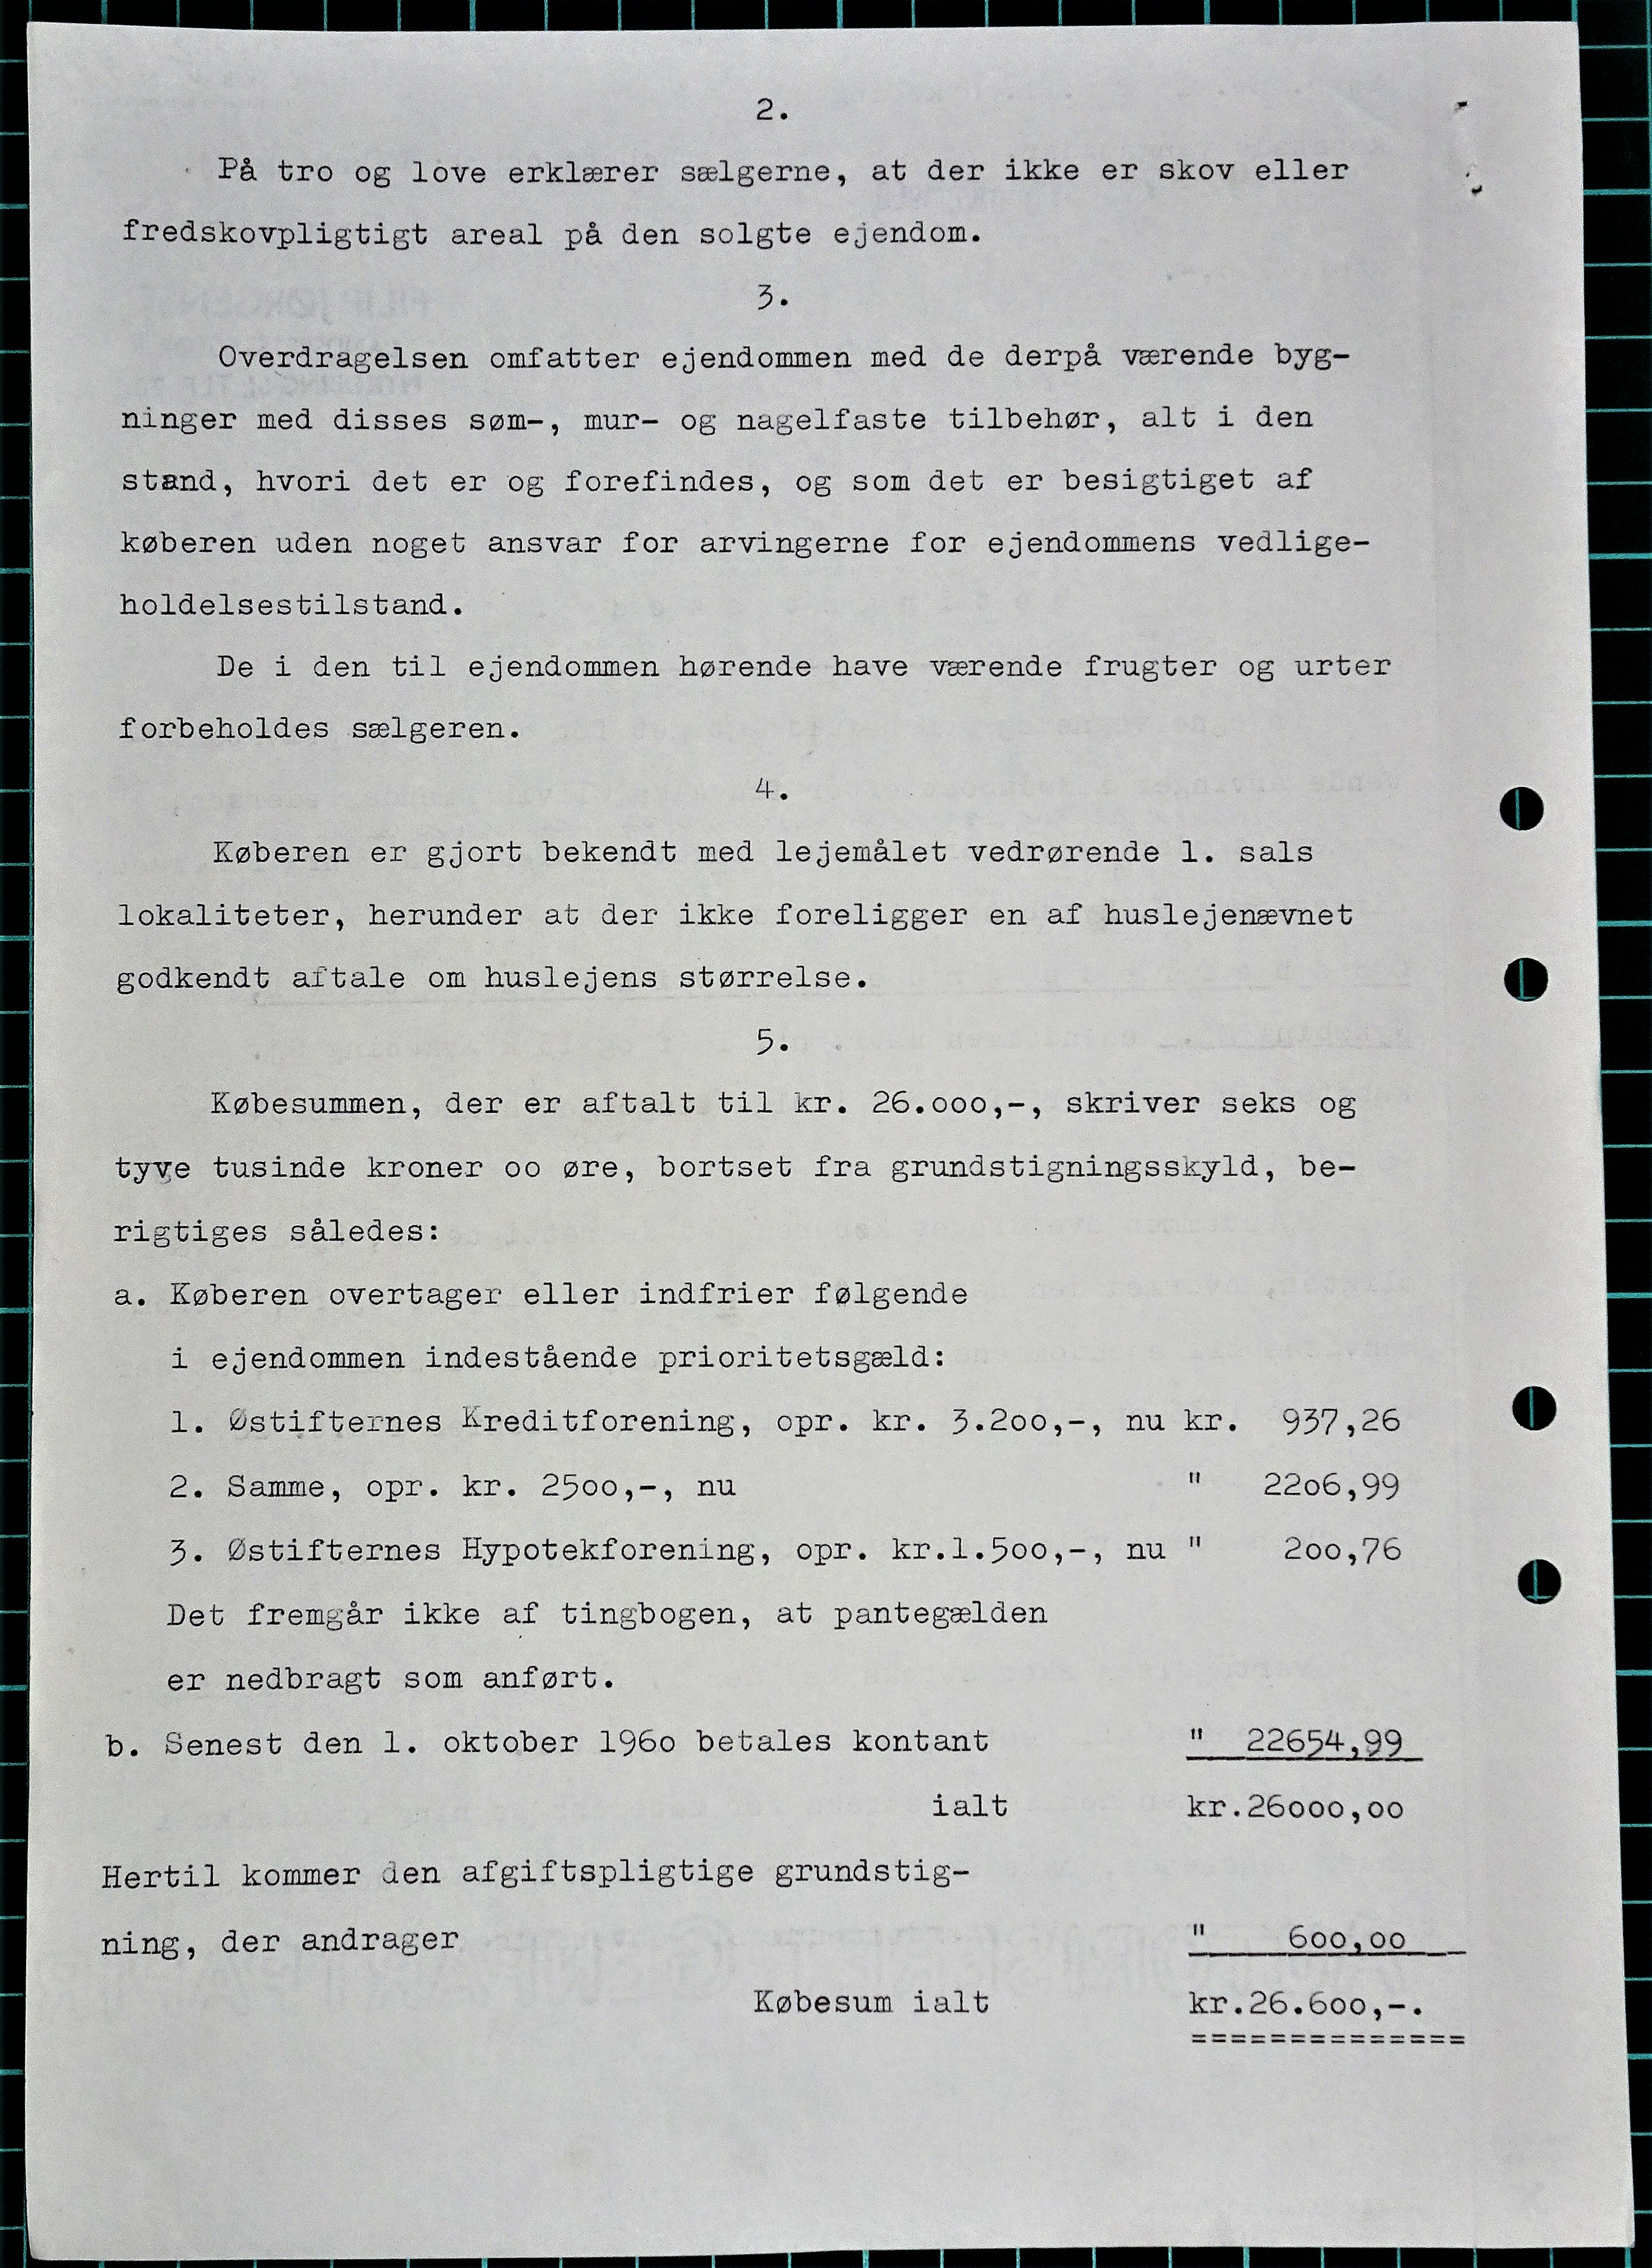 2.
På tro og love erklærer sælgerne, at der ikke er skov eller
fredskovpligtigt areal på den solgte ejendom.
3.
Overdragelsen omfatter ejendommen med de derpå værende byg-
ninger med disses søm-, mur- og nagelfaste tilbehør, alt i den
stand, hvori det er og forefindes, og som det er besigtiget af
køberen uden noget ansvar for arvingerne for ejendommens vedlige-
holdelsestilstand.
De i den til ejendommen hørende have værende frugter og urter
forbeholdes sælgeren.
4.
Køberen er gjort bekendt med lejemålet vedrørende 1. sals
lokaliteter, herunder at der ikke foreligger en af huslejenævnet
godkendt aftale om huslejens størrelse.
5.
Købesummen, der er aftalt til kr. 26.ooo,-, skriver seks og
tyve tusinde kroner oo øre, bortset fra grundstigningsskyld, be-
rigtiges således:
a. Køberen overtager eller indfrier følgende
i ejendommen indestående prioritetsgæld:
1. Østifternes Kreditforening, opr. kr. 3.2oo,-, nu kr. 937,26
2. Samme, opr. kr. 25oo,-, nu " 22o6,99
3. Østifternes Hypotekforening, opr. kr.1.5oo,-, nu " 2oo,76
Det fremgår ikke af tingbogen, at pantegælden
er nedbragt som anført.
b. Senest den 1. oktober 196o betales kontant " 22654,99
ialt kr.26ooo,oo
Hertil kommer den afgiftspligtige grundstig-
ning, der andrager " 6oo,oo
Købesum ialt kr.26.6oo,-.
==============